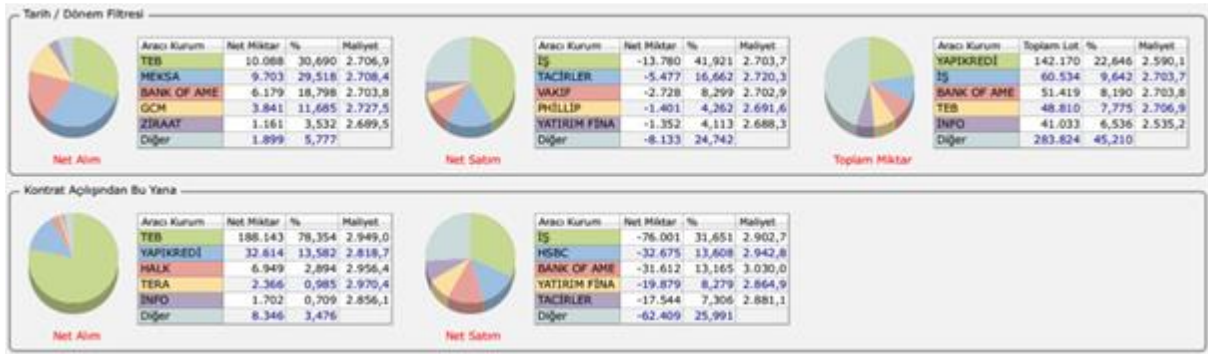 Tarih / Dönem Filtresi
Aracı Kurum Net Miktar % Maliyet
TEB 10.088 30,690 2.706,9
MEKSA 9.703 29,518 2.708,4
BANK OF AME 6.179 18,798 2.703,8
GCM 3.841 11,685 2.727,5
ZİRAAT 1.161 3,532 2.689,5
Diğer 1.899 5,777
Net Alım
Aracı Kurum Net Miktar % Maliyet
İŞ -13.780 41,921 2.703,7
TACİRLER -5.477 16,662 2.720,3
VAKIF -2.728 8,299 2.702,9
PHİLLİP -1.401 4,262 2.691,6
YATIRIM FİNA -1.352 4,113 2.688,3
Diğer -8.133 24,742
Net Satım
Aracı Kurum Toplam Lot % Maliyet
YAPIKREDİ 142.170 22,646 2.590,1
İŞ 60.534 9,642 2.703,7
BANK OF AME 51.419 8,190 2.703,8
TEB 48.810 7,775 2.706,9
İNFO 41.033 6,536 2.535,2
Diğer 283.824 45,210
Toplam Miktar
Kontrat Açılışından Bu Yana
Aracı Kurum Net Miktar % Maliyet
TEB 188.143 78,354 2.949,0
YAPIKREDİ 32.614 13,582 2.818,7
HALK 6.949 2,894 2.956,4
TERA 2.366 0,985 2.970,4
İNFO 1.702 0,709 2.856,1
Diğer 8.346 3,476
Net Alım
Aracı Kurum Net Miktar % Maliyet
İŞ -76.001 31,651 2.902,7
HSBC -32.675 13,608 2.942,8
BANK OF AME -31.612 13,165 3.030,0
YATIRIM FİNA -19.879 8,279 2.864,9
TACİRLER -17.544 7,306 2.881,1
Diğer -62.409 25,991
Net Satım